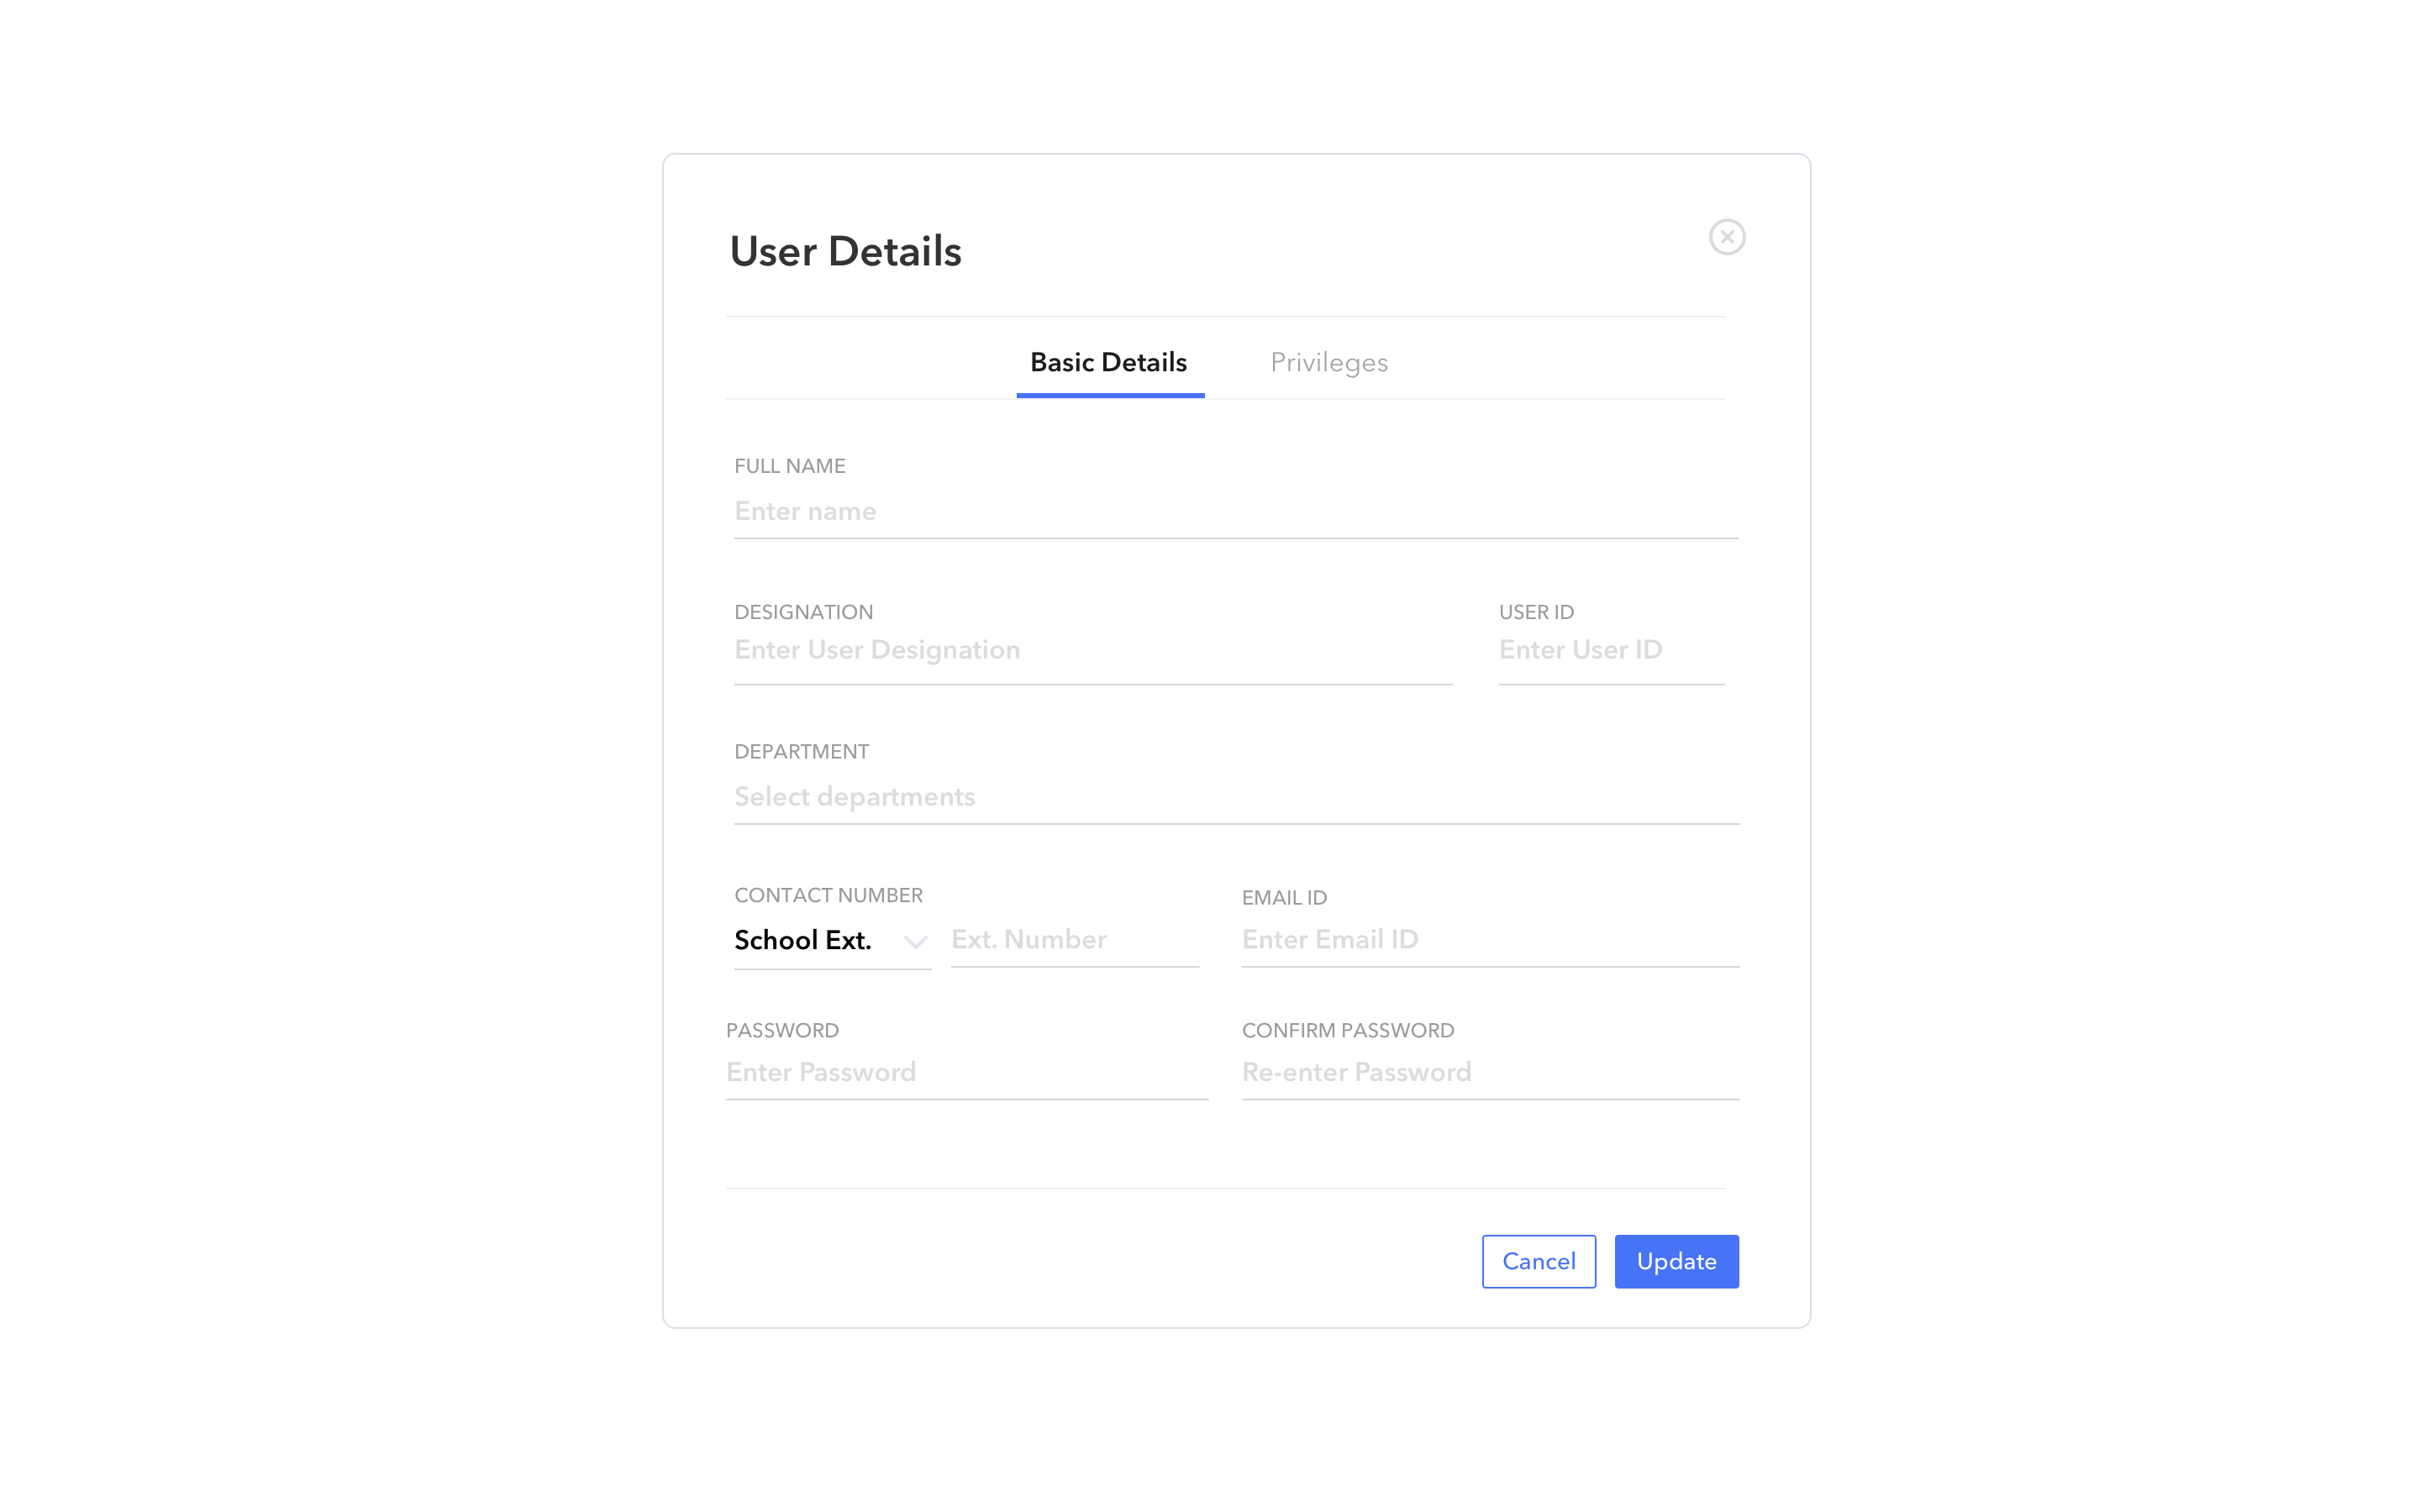 User Details
Basic Details Privileges
FULL NAME
Enter name
DESIGNATION USER ID
Enter User Designation Enter User ID
DEPARTMENT
Select departments
CONTACT NUMBER EMAIL ID
School Ext. Ext. Number Enter Email ID
PASSWORD CONFIRM PASSWORD
Enter Password Re-enter Password
Cancel Update